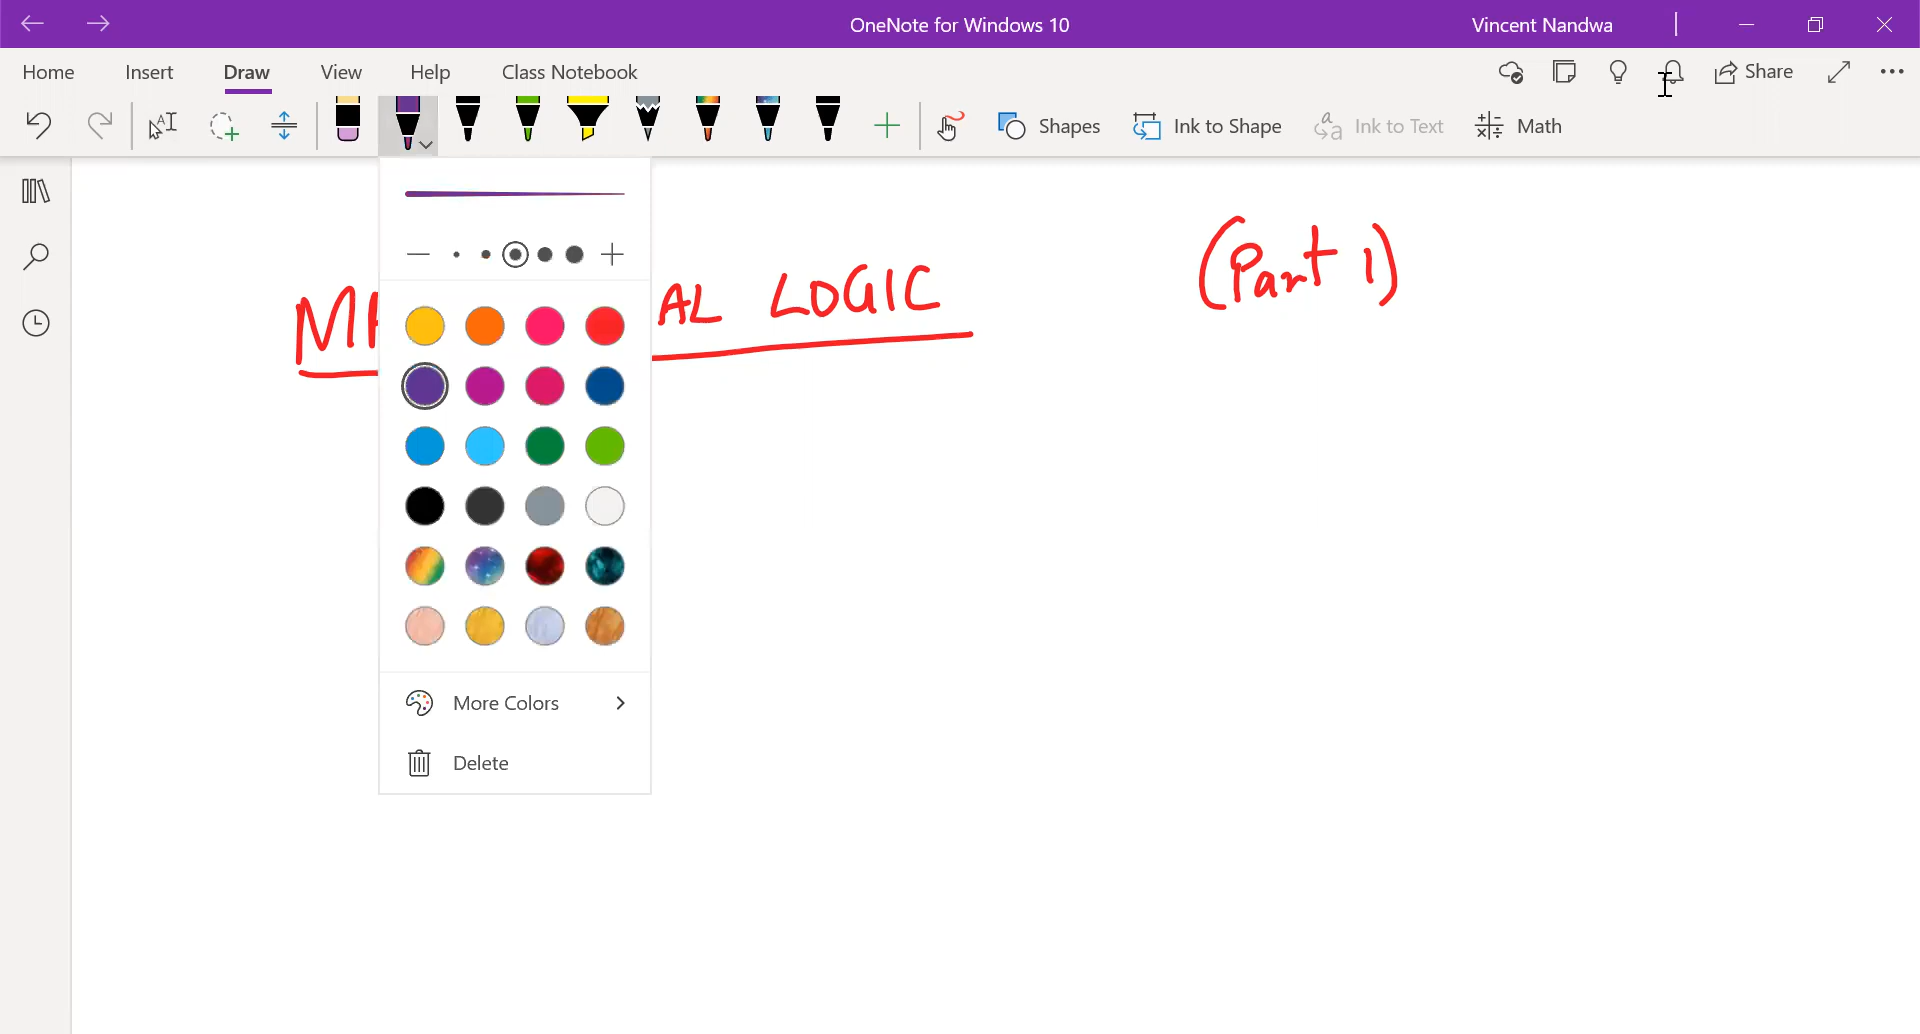 OneNote for Windows 10
Vincent Nandwa
Home Insert Draw View Help Class Notebook
Share
Shapes Ink to Shape Ink to Text Math
(Part 1)
AL LOGIC
More Colors
Delete